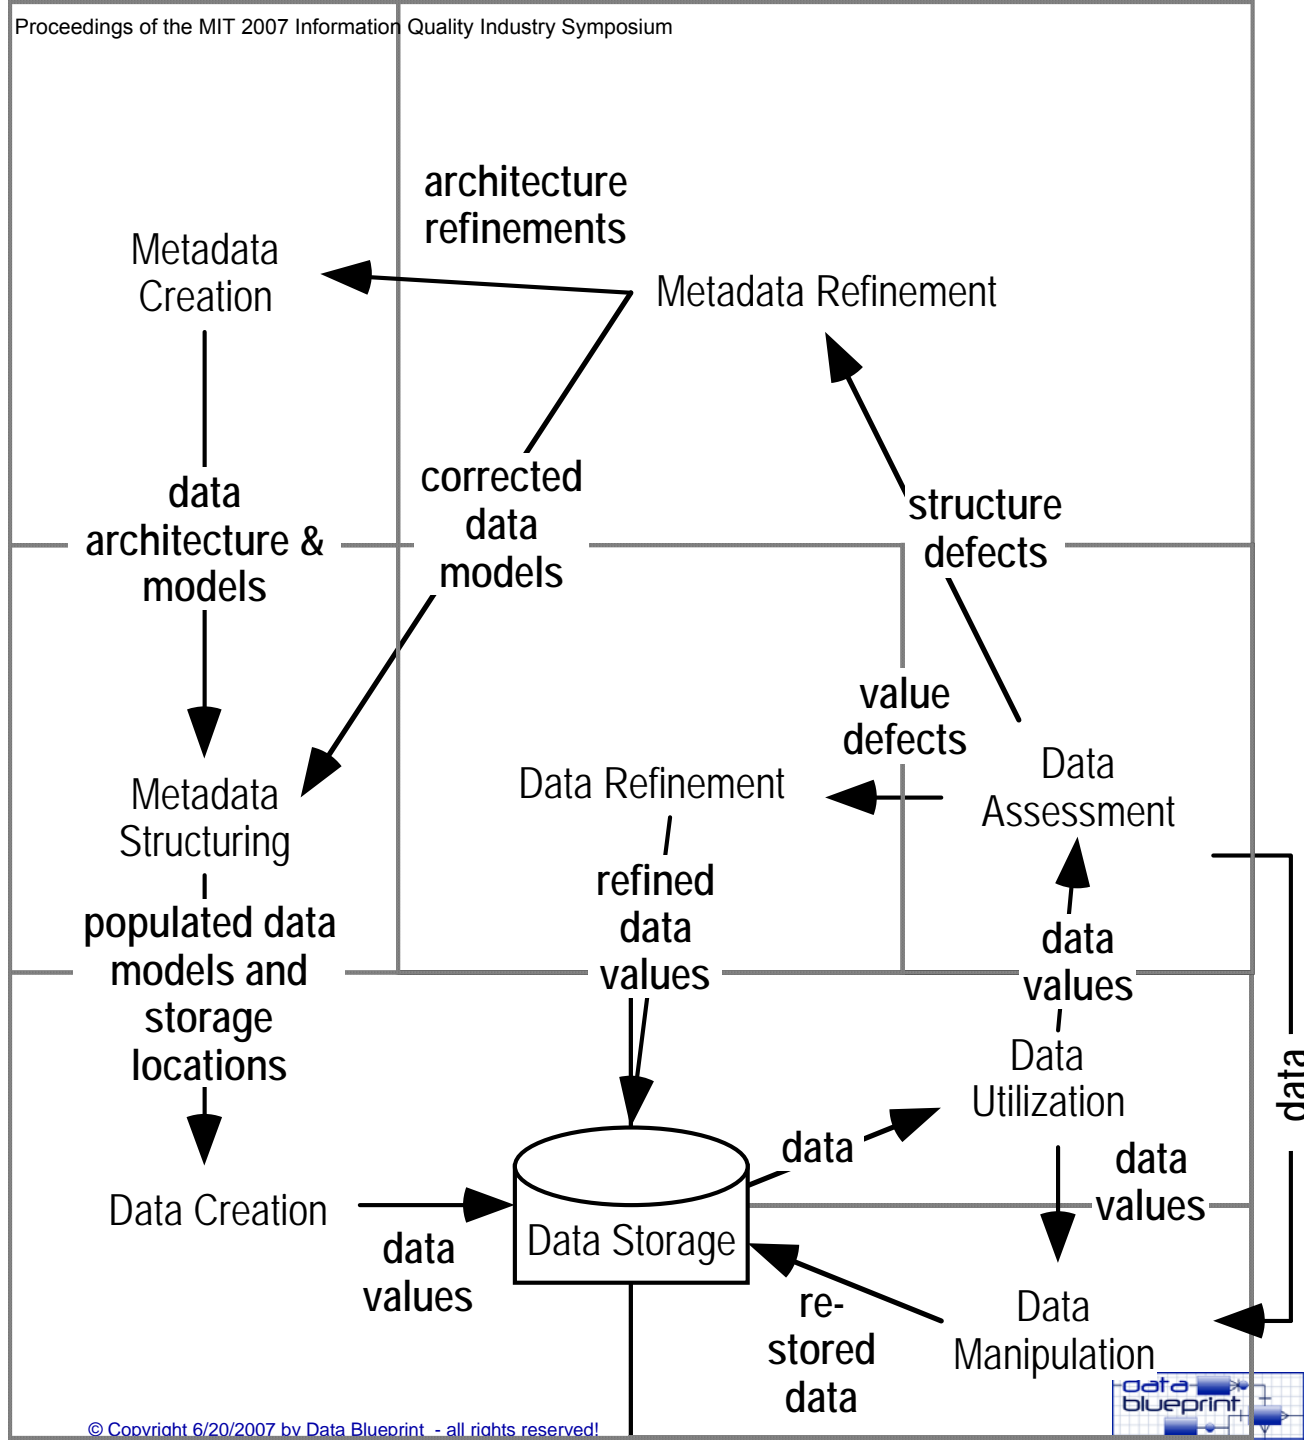 Proceedings of the MIT 2007 Information Quality Industry Symposium
architecture
refinements
Metadata
Creation
Metadata Refinement
data
architecture &
models
corrected
data
models
structure
defects
value
defects
Metadata
Structuring
Data Refinement
Data
Assessment
populated data
models and
storage
locations
refined
data
values
data
values
Data
Utilization
data
data
data
values
Data Creation
data
values
Data Storage
re-
stored
data
Data
Manipulation
data
blueprint
© Copyright 6/20/2007 by Data Blueprint - all rights reserved!